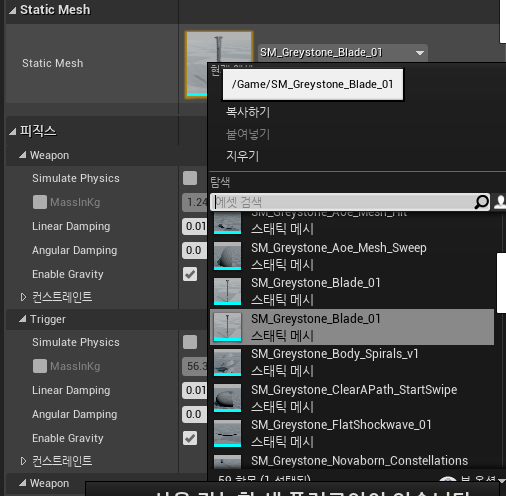 Static Mesh
Static Mesh
SM_Greystone_Blade_01
/Game/SM_Greystone_Blade_01
복사하기
붙여넣기
지우기
탐색
에셋 검색
피직스
Weapon
Simulate Physics
MassInKg
1.24
Linear Damping
0.01
Angular Damping
0.0
Enable Gravity
컨스트레인트
Trigger
Simulate Physics
MassInKg
56.3
Linear Damping
0.01
Angular Damping
0.0
Enable Gravity
컨스트레인트
Weapon
SM_Greystone_Aoe_Mesh_Hit
스태틱 메시
SM_Greystone_Aoe_Mesh_Sweep
스태틱 메시
SM_Greystone_Blade_01
스태틱 메시
SM_Greystone_Blade_01
스태틱 메시
SM_Greystone_Body_Spirals_v1
스태틱 메시
SM_Greystone_ClearAPath_StartSwipe
스태틱 메시
SM_Greystone_FlatShockwave_01
스태틱 메시
SM_Greystone_Novaborn_Constellations
59 항목 (1 선택됨)
뷰 옵션